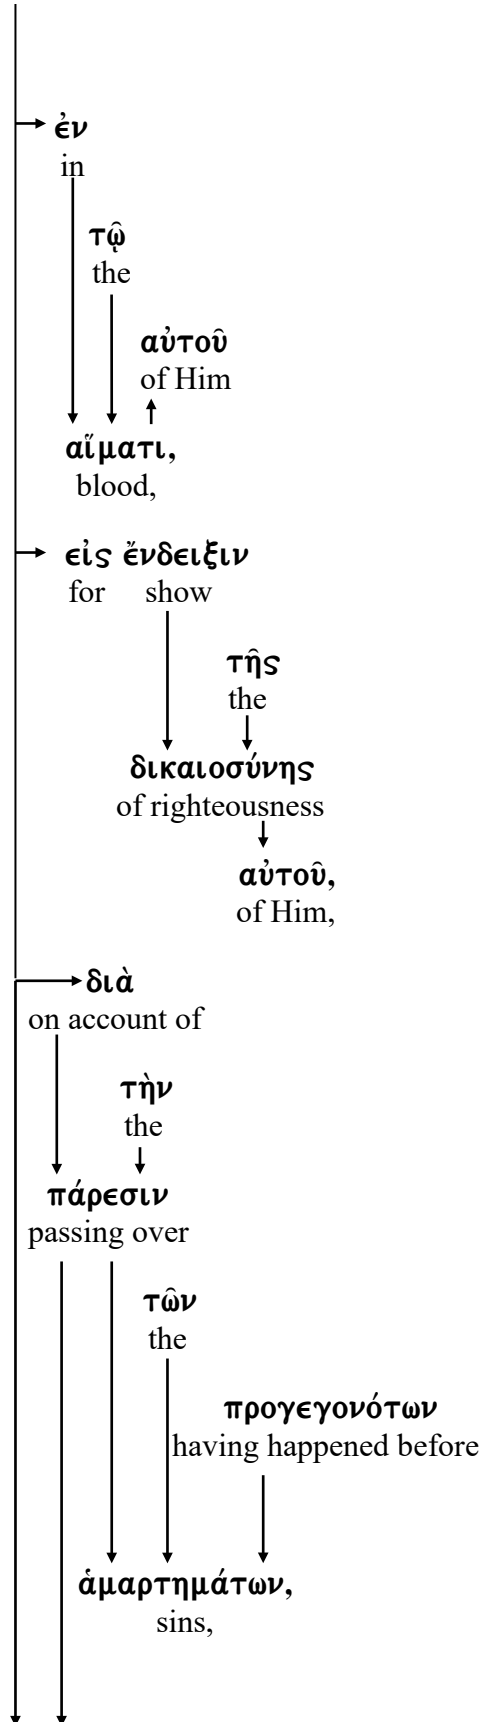 ἐν
in
τῷ
the
αὐτοῦ
of Him
αἵματι,
blood,
εἰς ἔνδειξιν
for show
τῆς
the
δικαιοσύνης
of righteousness
αὐτοῦ,
of Him,
διὰ
on account of
τὴν
the
πάρεσιν
passing over
τῶν
the
προγεγονότων
having happened before
ἁμαρτημάτων,
sins,